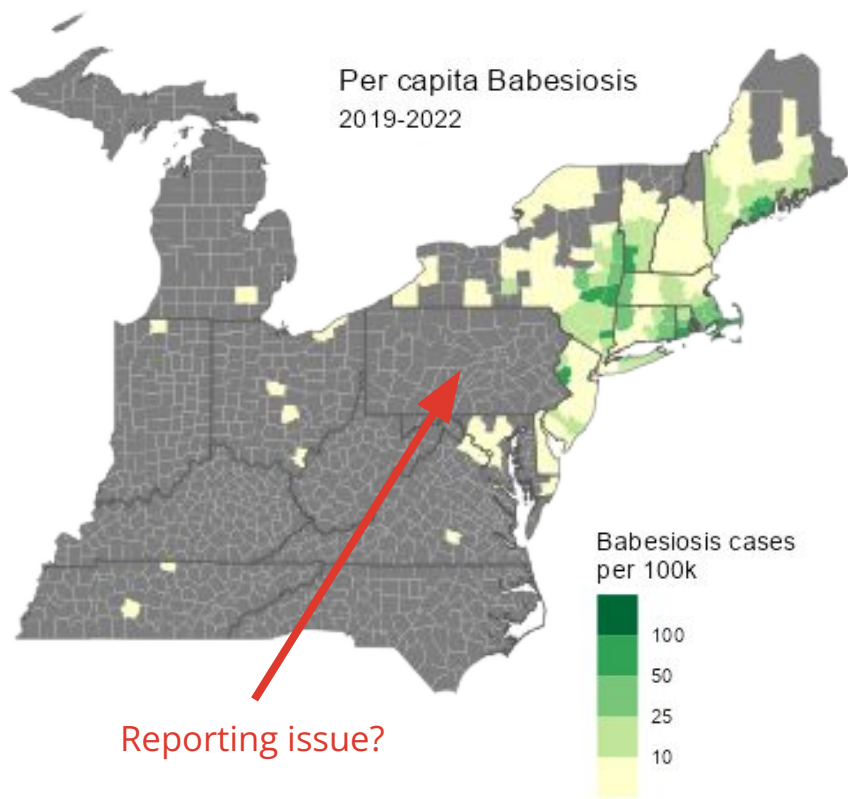 Per capita Babesiosis
2019-2022
Babesiosis cases
per 100k
100
50
25
10
Reporting issue?